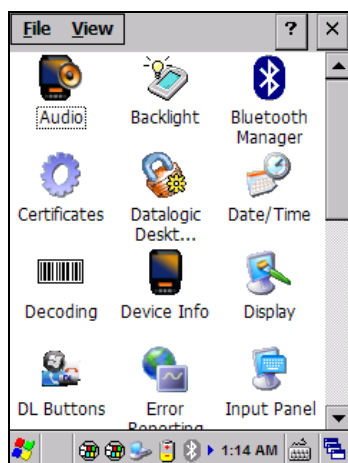 File View ? ×
Audio Backlight Bluetooth
Manager
Certificates Datalogic Date/Time
Deskt...
Decoding Device Info Display
DL Buttons Error Input Panel
Reporting
1:14 AM